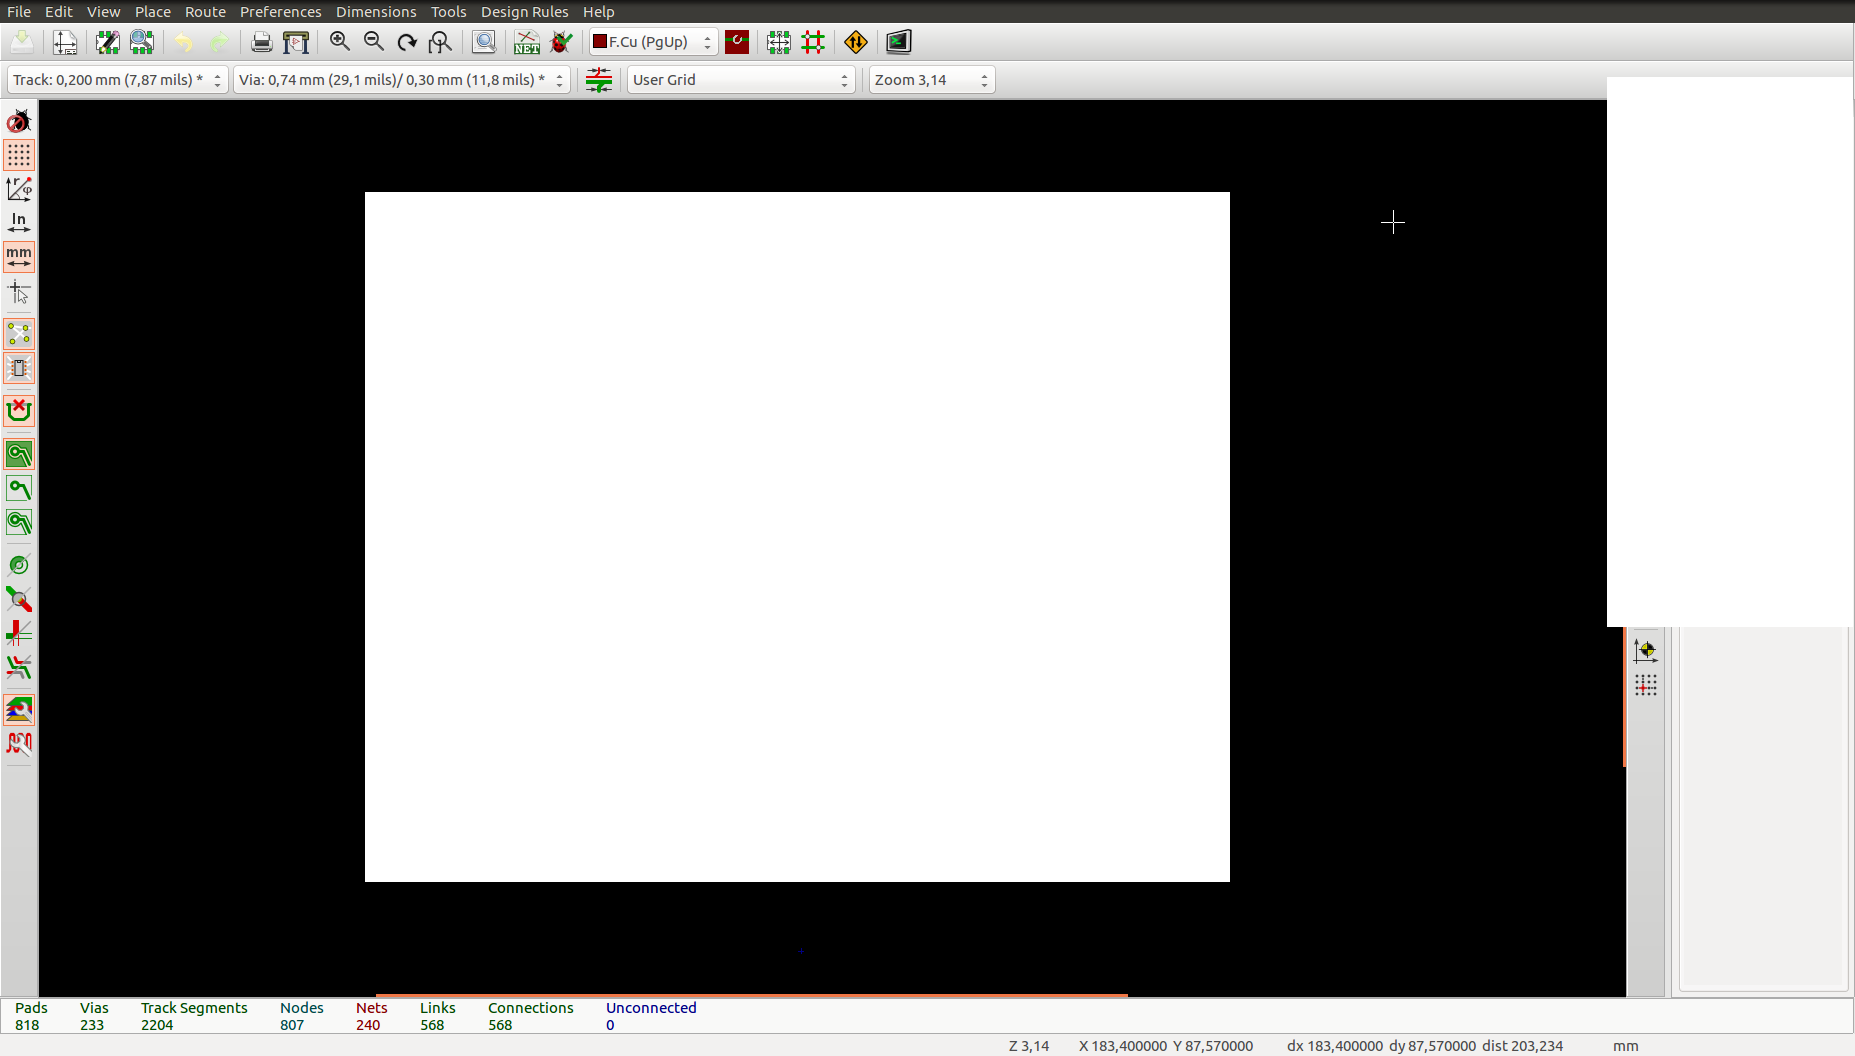 File Edit View Place Route Preferences Dimensions Tools Design Rules Help
NET F.Cu (PgUp)
Track: 0,200 mm (7,87 mils) * Via: 0,74 mm (29,1 mils)/ 0,30 mm (11,8 mils) * User Grid Zoom 3,14
r φ
In
mm
Pads Vias Track Segments Nodes Nets Links Connections Unconnected
818 233 2204 807 240 568 568 0
Z 3,14 X 183,400000 Y 87,570000 dx 183,400000 dy 87,570000 dist 203,234 mm